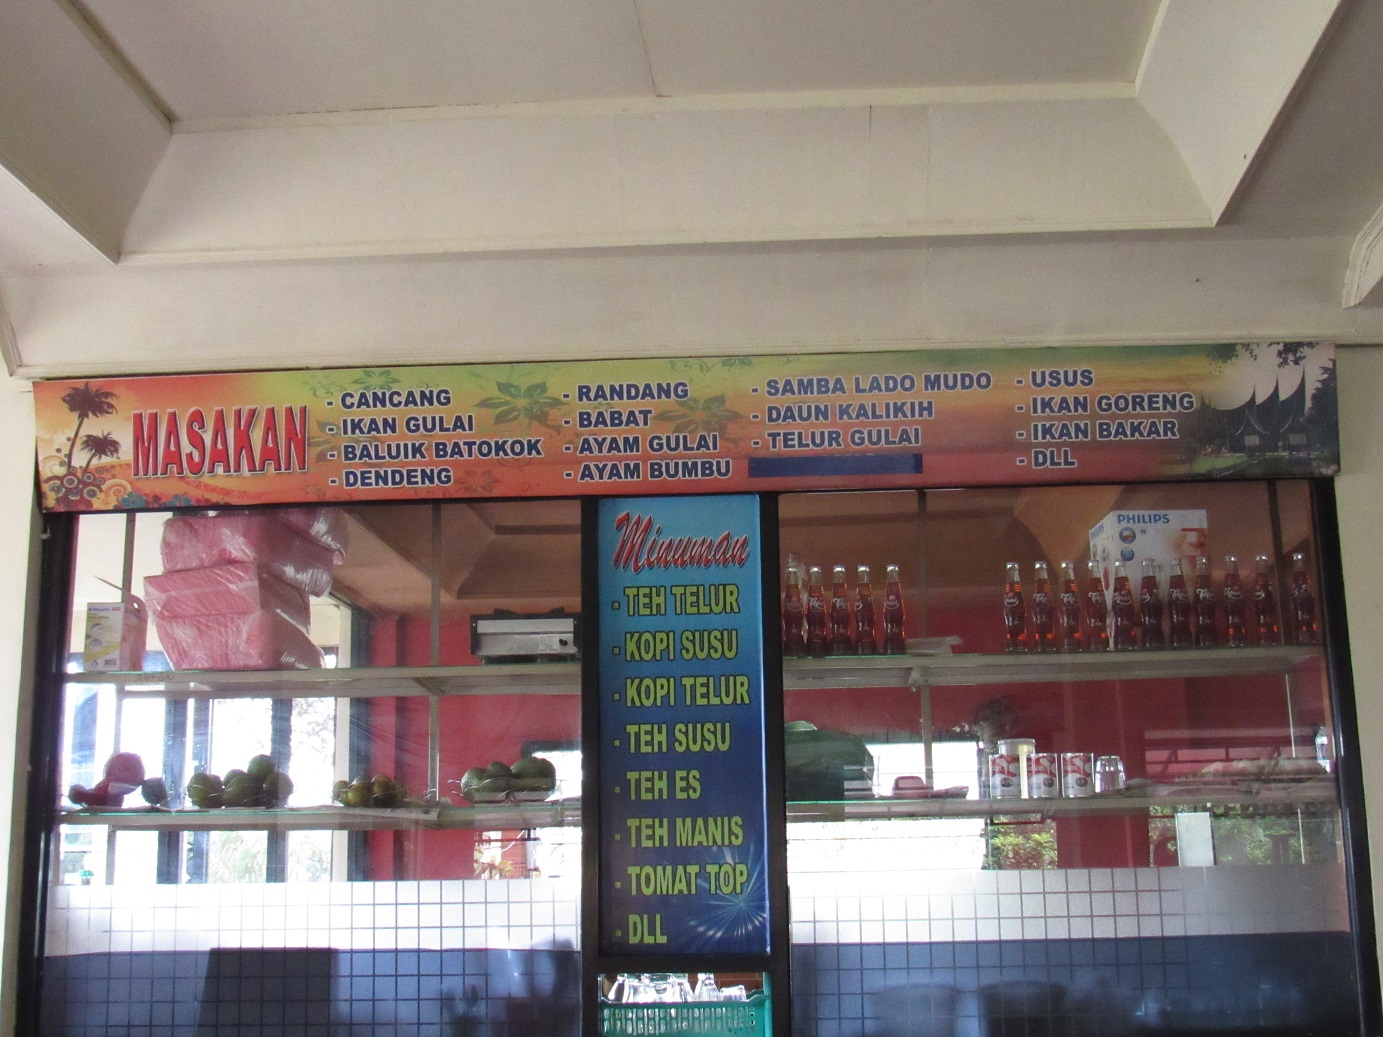 MASAKAN
- CANCANG
- IKAN GULAI
- BALUIK BATOKOK
- DENDENG
- RANDANG
- BABAT
- AYAM GULAI
- AYAM BUMBU
- SAMBA LADO MUDO
- DAUN KALIKIH
- TELUR GULAI
- USUS
- IKAN GORENG
- IKAN BAKAR
- DLL
Minuman
- TEH TELUR
- KOPI SUSU
- KOPI TELUR
- TEH SUSU
- TEH ES
- TEH MANIS
- TOMAT TOP
- DLL
PHILIPS